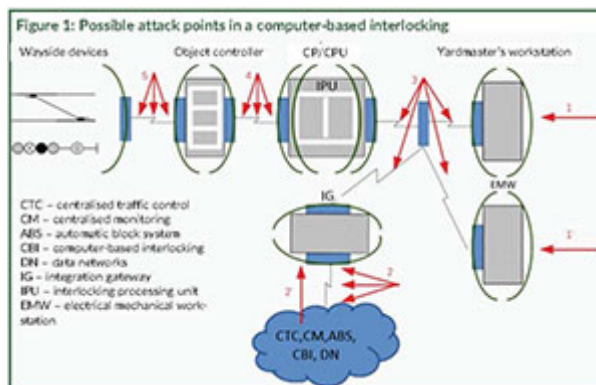 Figure 1: Possible attack points in a computer-based interlocking
Wayside devices
Object controller
CP/CPU
Yardmaster's workstation
5
4
IPU
3
1
EMW
1'
IG
2'
2
CTC, CM, ABS,
CBI, DN
CTC – centralised traffic control
CM – centralised monitoring
ABS – automatic block system
CBI – computer-based interlocking
DN – data networks
IG – integration gateway
IPU – interlocking processing unit
EMW – electrical mechanical work-
station